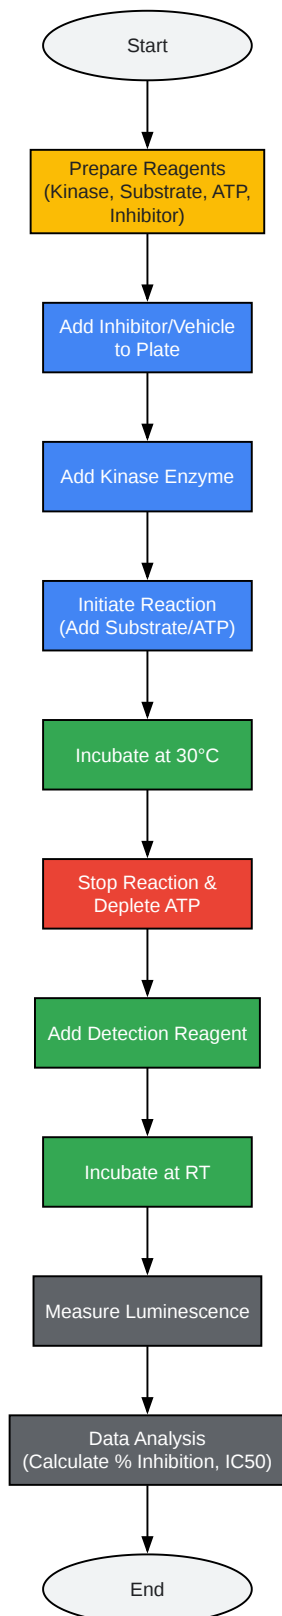 Start
Prepare Reagents
(Kinase, Substrate, ATP,
Inhibitor)
Add Inhibitor/Vehicle
to Plate
Add Kinase Enzyme
Initiate Reaction
(Add Substrate/ATP)
Incubate at 30°C
Stop Reaction &
Deplete ATP
Add Detection Reagent
Incubate at RT
Measure Luminescence
Data Analysis
(Calculate % Inhibition, IC50)
End